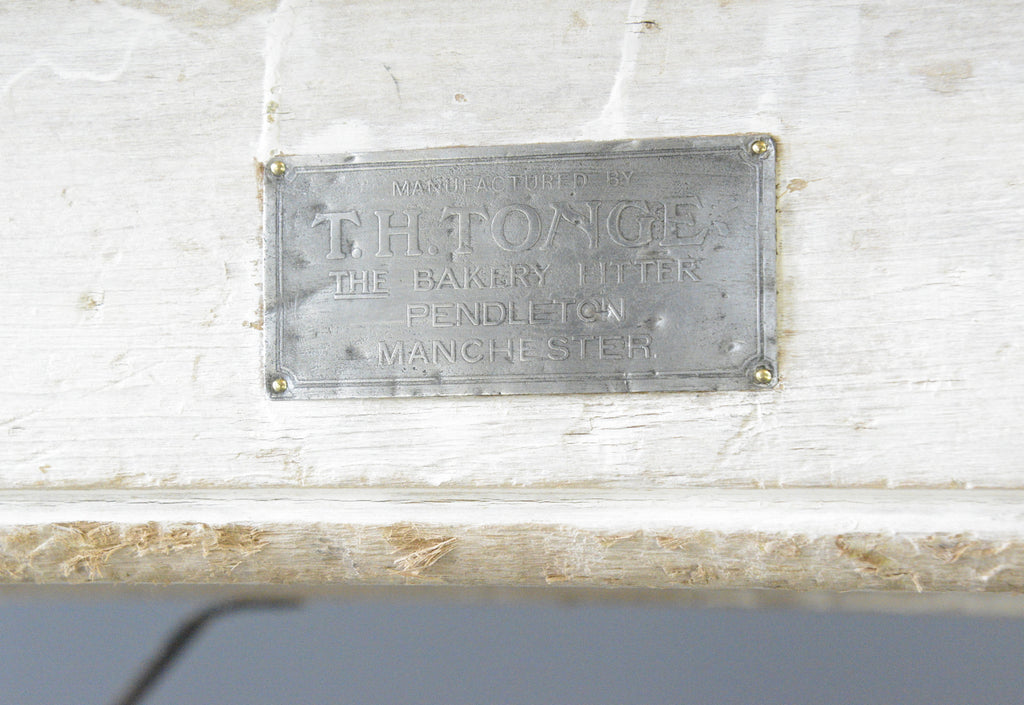 MANUFACTURED BY
T. H. TONGE
THE BAKERY FITTER
PENDLETON
MANCHESTER.